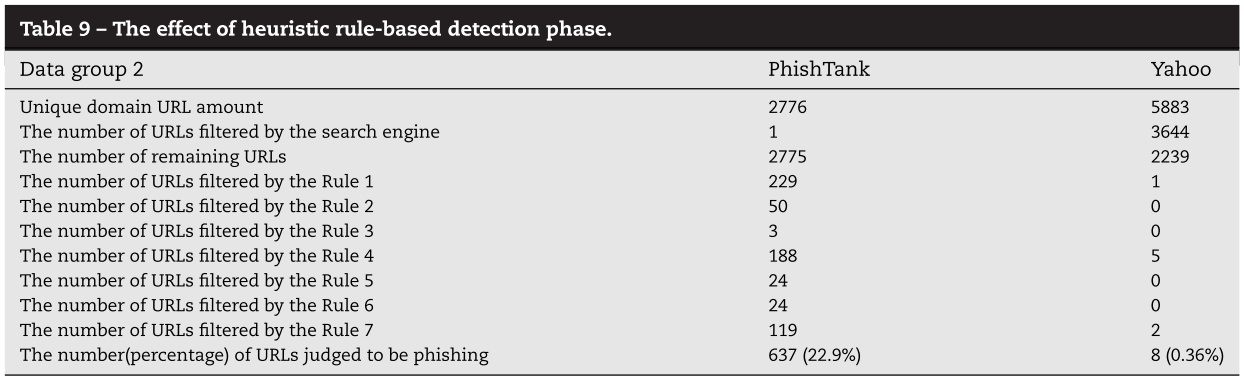 Table 9 – The effect of heuristic rule-based detection phase.
Data group 2 PhishTank Yahoo
Unique domain URL amount 2776 5883
The number of URLs filtered by the search engine 1 3644
The number of remaining URLs 2775 2239
The number of URLs filtered by the Rule 1 229 1
The number of URLs filtered by the Rule 2 50 0
The number of URLs filtered by the Rule 3 3 0
The number of URLs filtered by the Rule 4 188 5
The number of URLs filtered by the Rule 5 24 0
The number of URLs filtered by the Rule 6 24 0
The number of URLs filtered by the Rule 7 119 2
The number(percentage) of URLs judged to be phishing 637 (22.9%) 8 (0.36%)